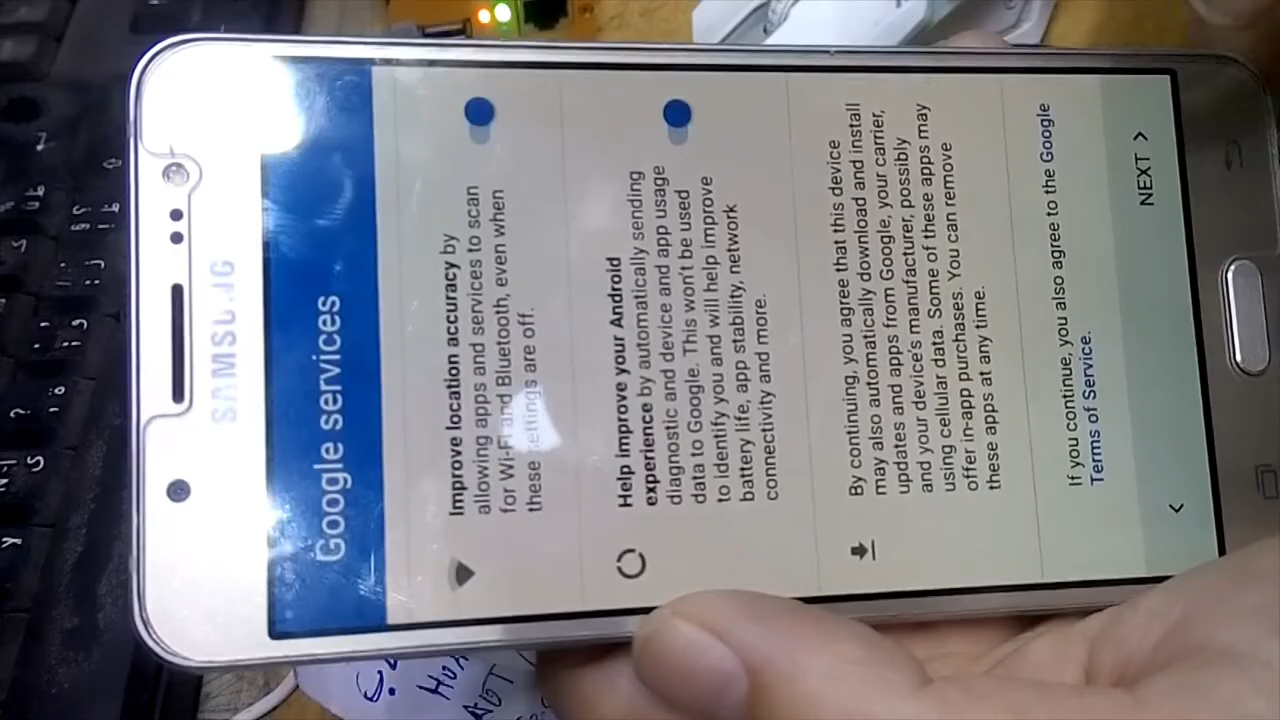 SAMSUNG
Google services
Improve location accuracy by
allowing apps and services to scan
for Wi-Fi and Bluetooth, even when
these settings are off.
Help improve your Android
experience by automatically sending
diagnostic and device and app usage
data to Google. This won't be used
to identify you and will help improve
battery life, app stability, network
connectivity and more.
By continuing, you agree that this device
may also automatically download and install
updates and apps from Google, your carrier,
and your device's manufacturer, possibly
using cellular data. Some of these apps may
offer in-app purchases. You can remove
these apps at any time.
If you continue, you also agree to the Google
Terms of Service.
NEXT >
<